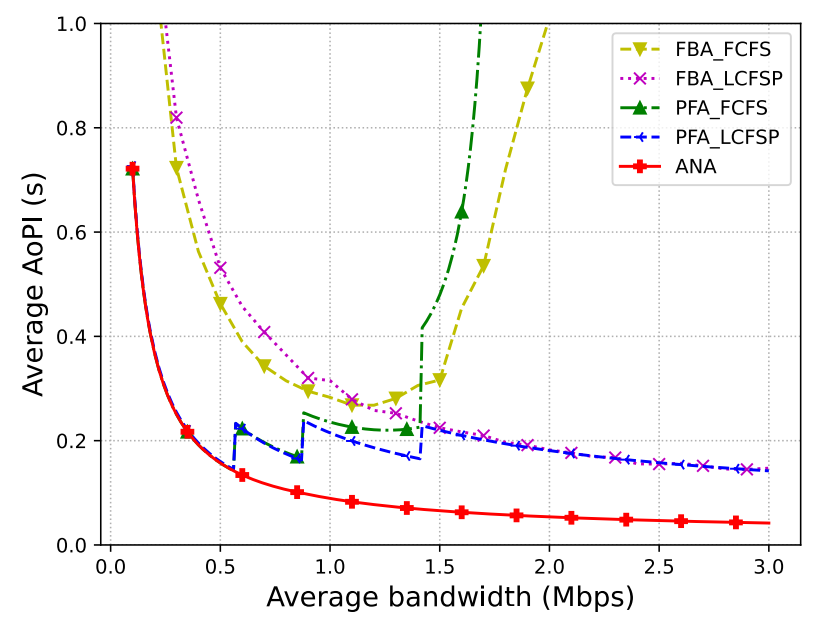 1.0
0.8
0.6
0.4
0.2
0.0
Average AoPI (s)
FBA_FCFS
FBA_LCFSP
PFA_FCFS
PFA_LCFSP
ANA
0.0 0.5 1.0 1.5 2.0 2.5 3.0
Average bandwidth (Mbps)